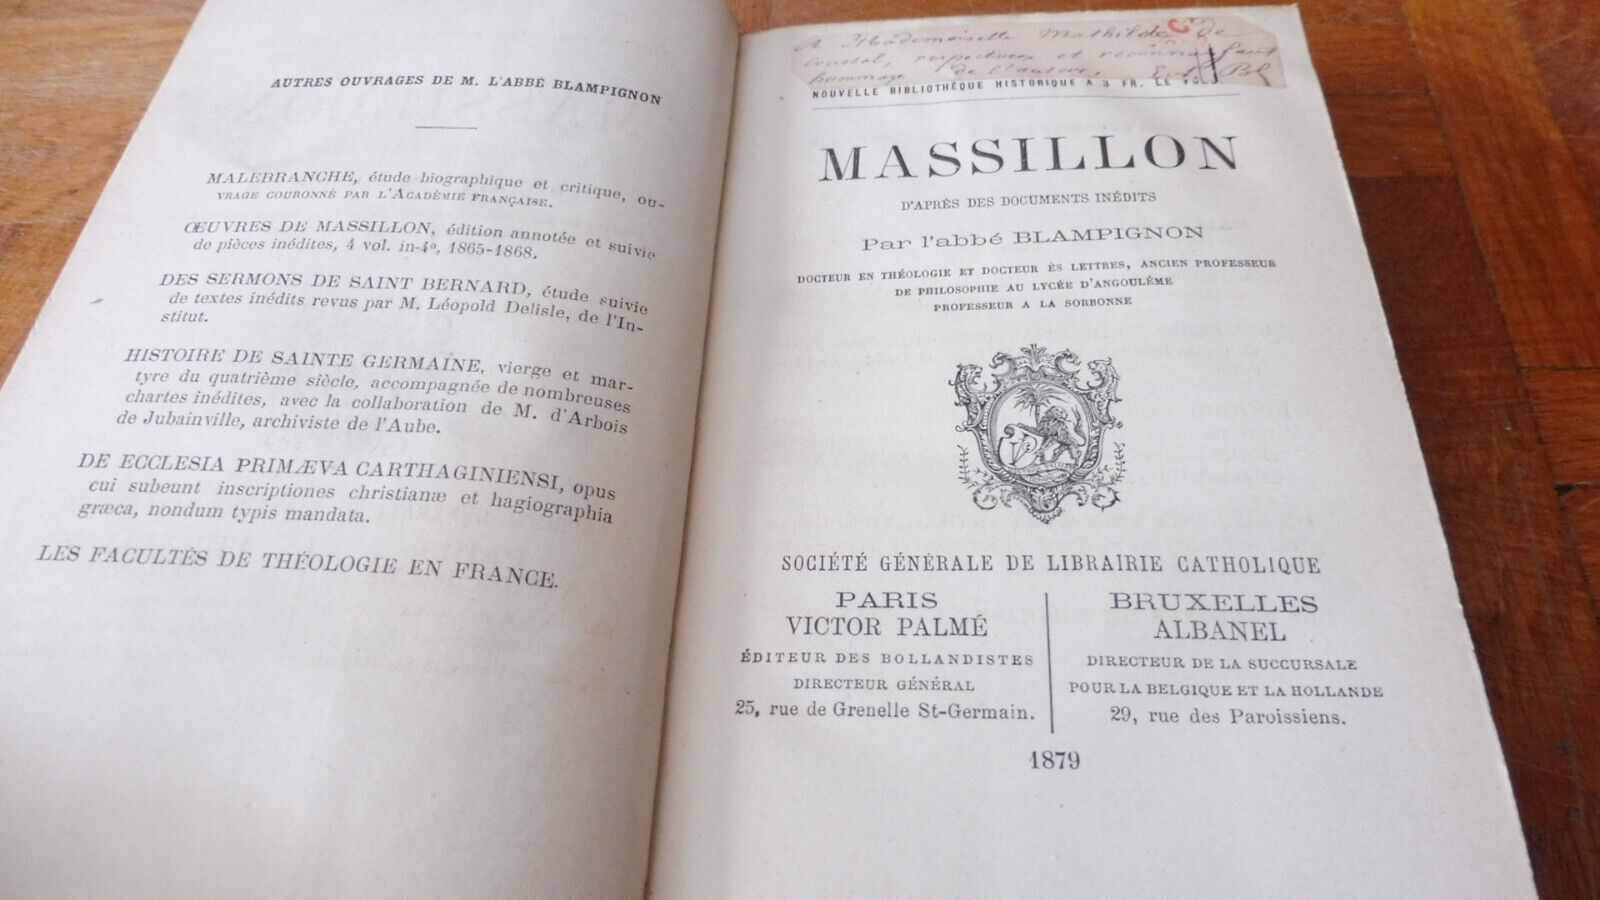 AUTRES OUVRAGES DE M. L'ABBÉ BLAMPIGNON
MALEBRANCHE, étude biographique et critique, ou-
vrage couronné par l'Académie française.
ŒUVRES DE MASSILLON, édition annotée et suivie
de pièces inédites, 4 vol. in-4º, 1865-1868.
DES SERMONS DE SAINT BERNARD, étude suivie
de textes inédits revus par M. Léopold Delisle, de l'In-
stitut.
HISTOIRE DE SAINTE GERMAINE, vierge et mar-
tyre du quatrième siècle, accompagnée de nombreuses
chartes inédites, avec la collaboration de M. d'Arbois
de Jubainville, archiviste de l'Aube.
DE ECCLESIA PRIMÆVA CARTHAGINIENSI, opus
cui subeunt inscriptiones christianæ et hagiographia
græca, nondum typis mandata.
LES FACULTÉS DE THÉOLOGIE EN FRANCE.
A Mademoiselle Mathilde de
Crussol, respectueux et reconnaissant
hommage de l'auteur, E. A. Bl
NOUVELLE BIBLIOTHÈQUE HISTORIQUE A 3 FR. LE VOL
MASSILLON
D'APRÈS DES DOCUMENTS INÉDITS
Par l'abbé BLAMPIGNON
DOCTEUR EN THÉOLOGIE ET DOCTEUR ÈS LETTRES, ANCIEN PROFESSEUR
DE PHILOSOPHIE AU LYCÉE D'ANGOULÊME
PROFESSEUR A LA SORBONNE
VP
SOCIÉTÉ GÉNÉRALE DE LIBRAIRIE CATHOLIQUE
PARIS
VICTOR PALMÉ
ÉDITEUR DES BOLLANDISTES
DIRECTEUR GÉNÉRAL
25, rue de Grenelle St-Germain.
BRUXELLES
ALBANEL
DIRECTEUR DE LA SUCCURSALE
POUR LA BELGIQUE ET LA HOLLANDE
29, rue des Paroissiens.
1879